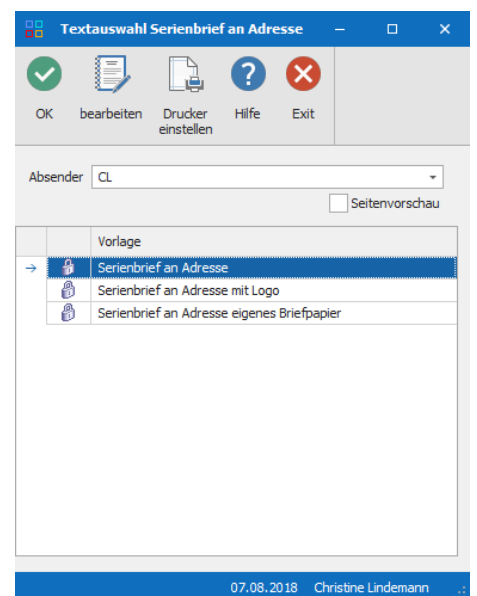 Textauswahl Serienbrief an Adresse
OK
bearbeiten
Drucker
einstellen
Hilfe
Exit
Absender CL
Seitenvorschau
Vorlage
Serienbrief an Adresse
Serienbrief an Adresse mit Logo
Serienbrief an Adresse eigenes Briefpapier
07.08.2018 Christine Lindemann